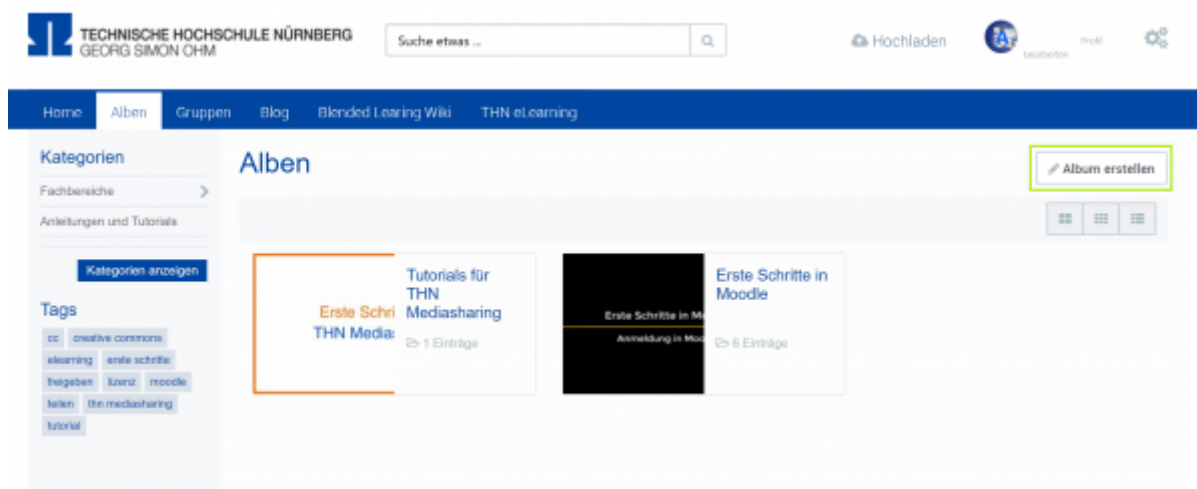 TECHNISCHE HOCHSCHULE NÜRNBERG
GEORG SIMON OHM
Suche etwas ...
Hochladen
A
Profil
bearbeiten
Home Alben Gruppen Blog Blended Learing Wiki THN eLearning
Kategorien
Fachbereiche
Anleitungen und Tutorials
Kategorien anzeigen
Tags
cc creative commons
elearning erste schritte
freigeben lizenz moodle
teilen thn mediasharing
tutorial
Alben
Album erstellen
Erste Schri
THN Media
Tutorials für
THN
Mediasharing
1 Einträge
Erste Schritte in M
Anmeldung in Moo
Erste Schritte in
Moodle
6 Einträge